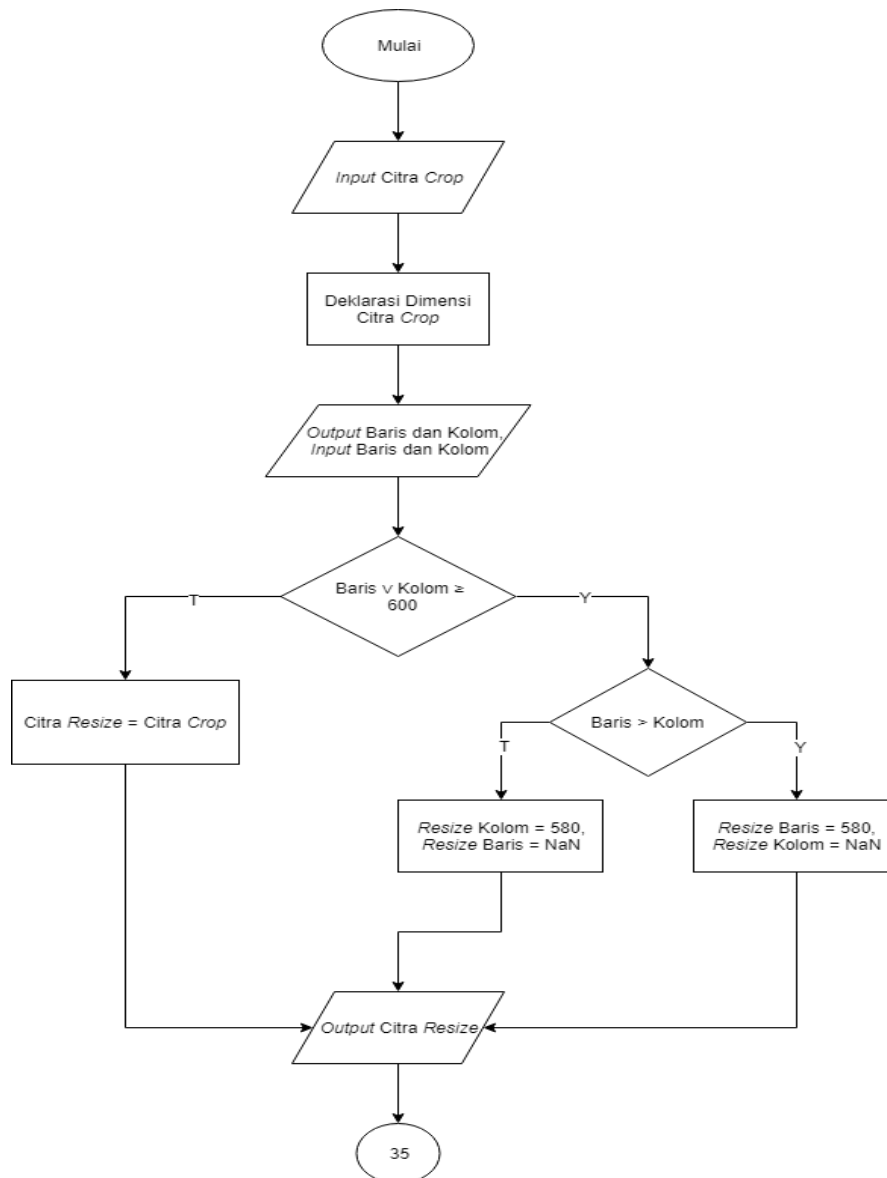 Mulai
Input Citra Crop
Deklarasi Dimensi
Citra Crop
Output Baris dan Kolom,
Input Baris dan Kolom
Baris v Kolom ≥
600
T
Y
Citra Resize = Citra Crop
Baris > Kolom
T
Y
Resize Kolom = 580,
Resize Baris = NaN
Resize Baris = 580,
Resize Kolom = NaN
Output Citra Resize
35